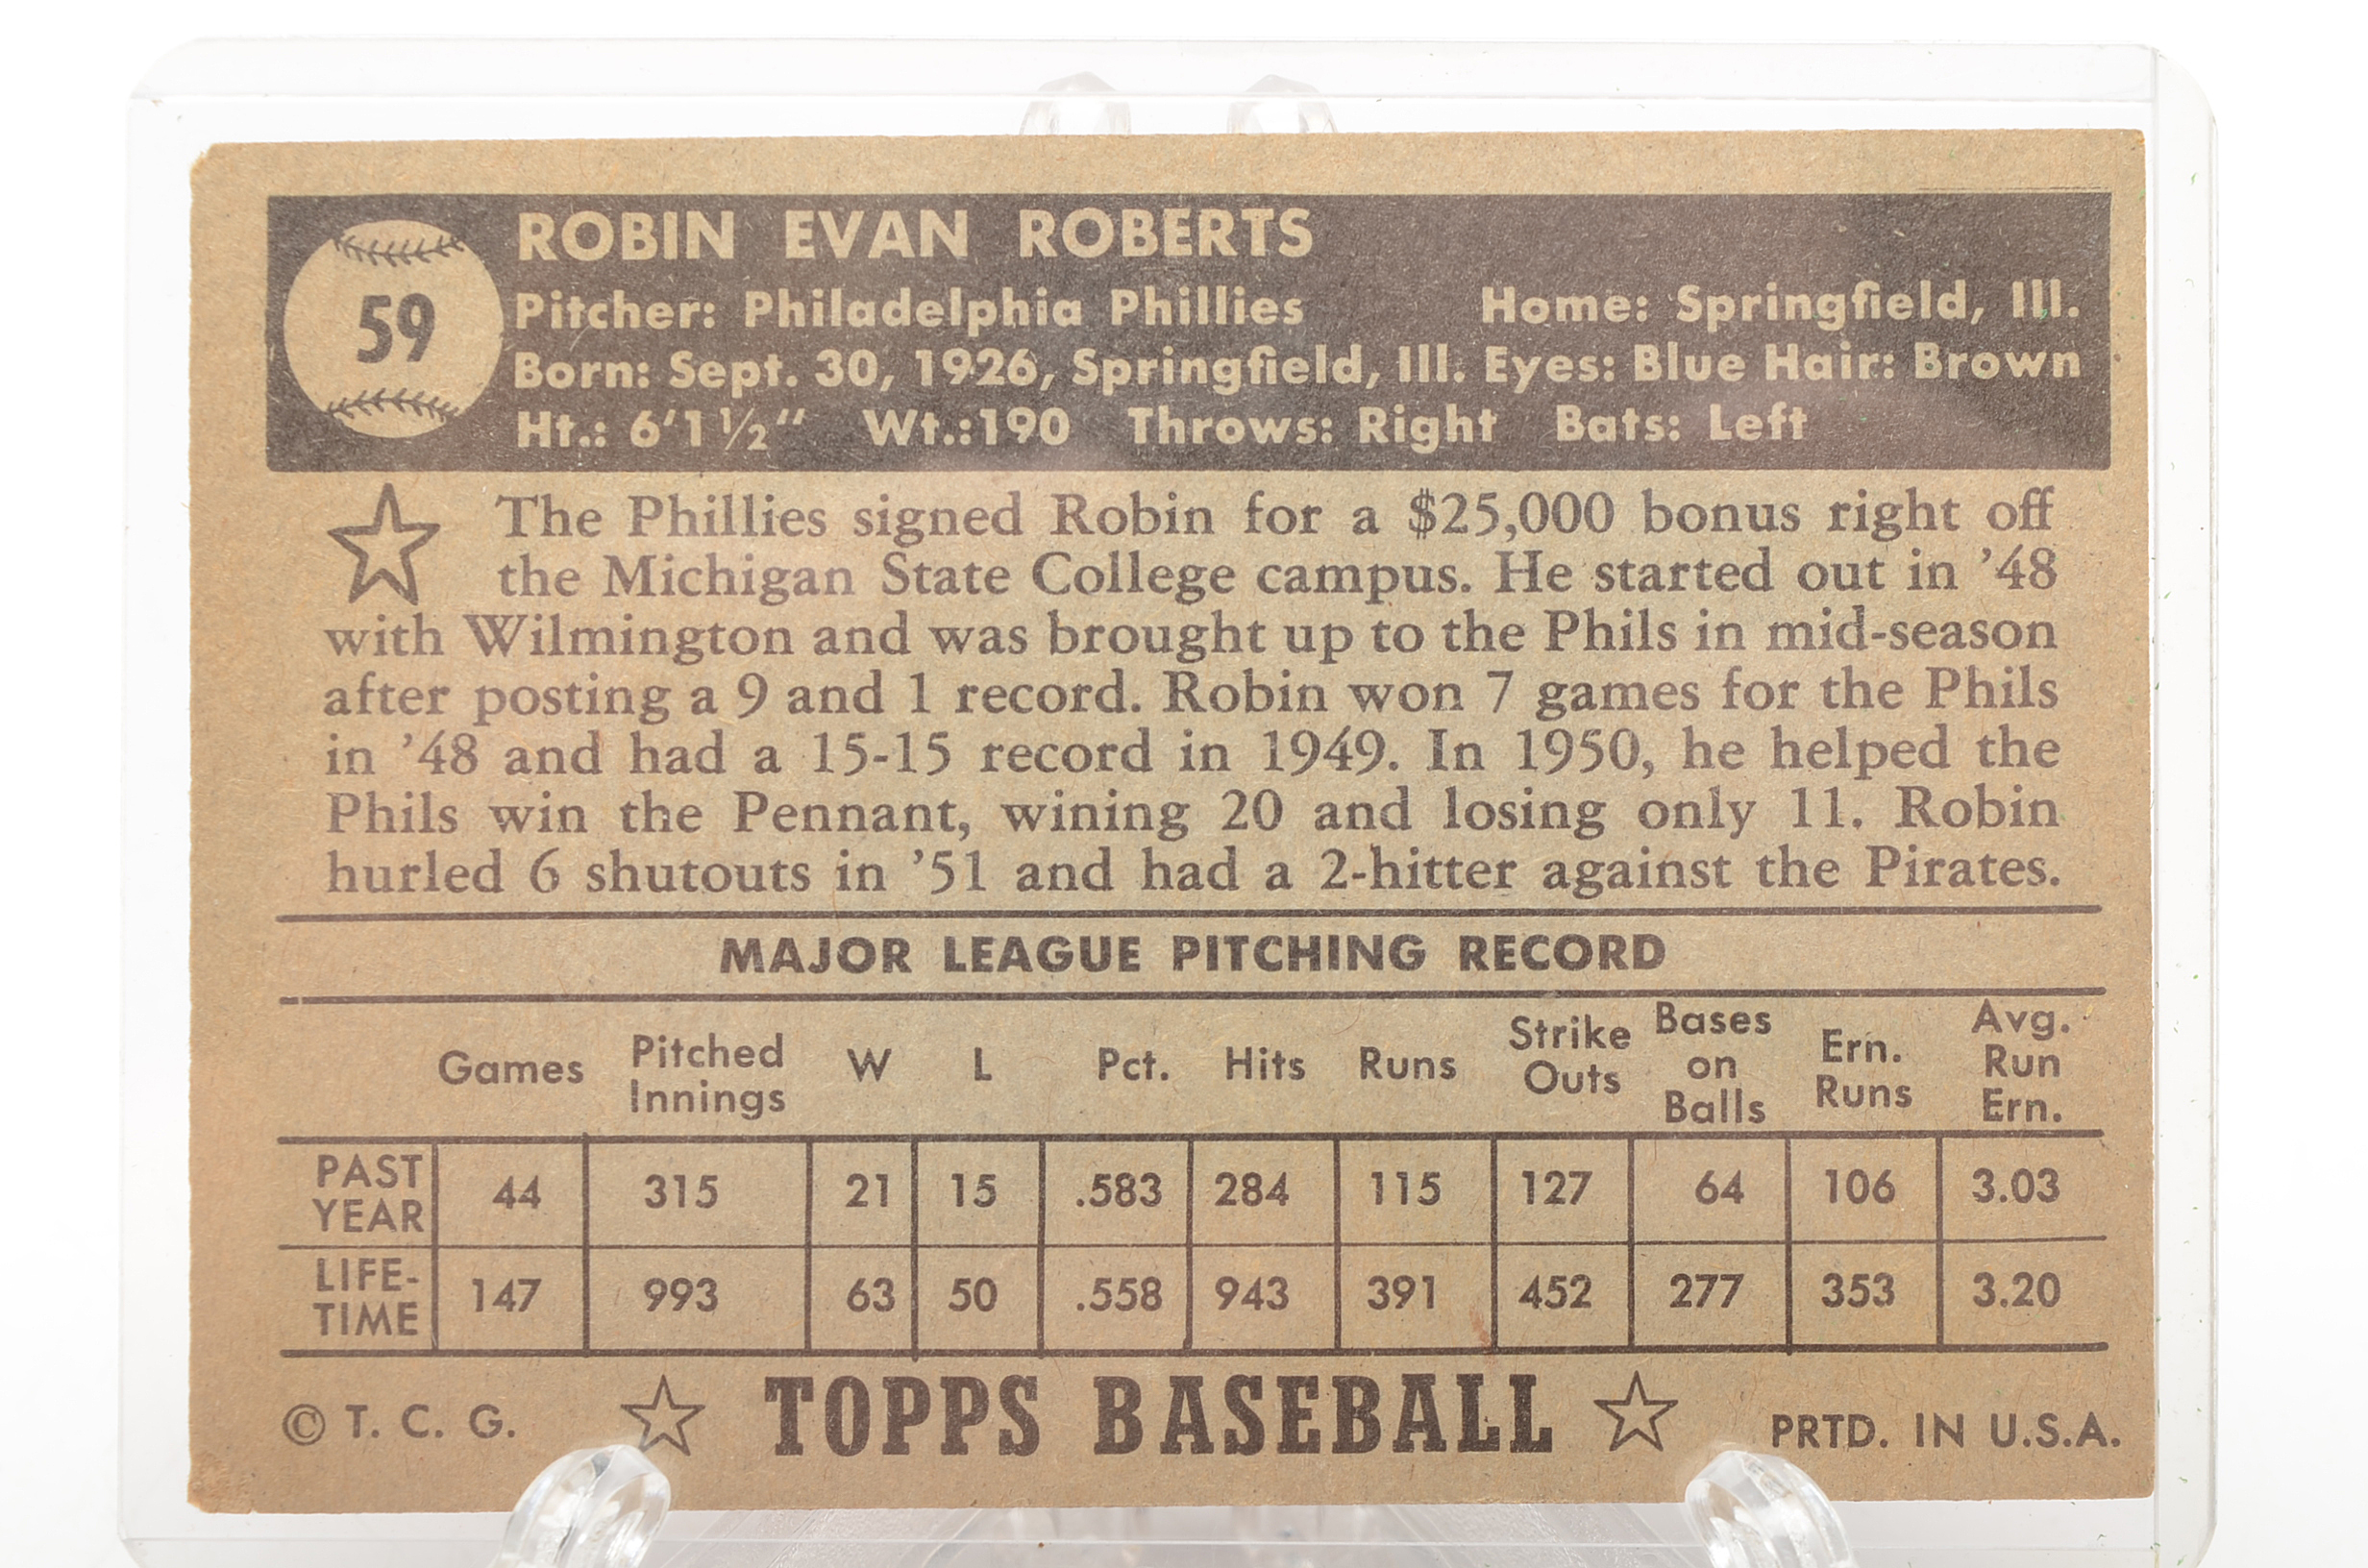 59
ROBIN EVAN ROBERTS
Pitcher: Philadelphia Phillies Home: Springfield, Ill.
Born: Sept. 30, 1926, Springfield, Ill. Eyes: Blue Hair: Brown
Ht.: 6'1 ½" Wt.:190 Throws: Right Bats: Left
The Phillies signed Robin for a $25,000 bonus right off
the Michigan State College campus. He started out in '48
with Wilmington and was brought up to the Phils in mid-season
after posting a 9 and 1 record. Robin won 7 games for the Phils
in '48 and had a 15-15 record in 1949. In 1950, he helped the
Phils win the Pennant, wining 20 and losing only 11. Robin
hurled 6 shutouts in '51 and had a 2-hitter against the Pirates.
MAJOR LEAGUE PITCHING RECORD
Games Pitched Innings W L Pct. Hits Runs Strike Outs Bases on Balls Ern. Runs Avg. Run Ern.
PAST YEAR 44 315 21 15 .583 284 115 127 64 106 3.03
LIFE-TIME 147 993 63 50 .558 943 391 452 277 353 3.20
© T. C. G. TOPPS BASEBALL PRTD. IN U.S.A.